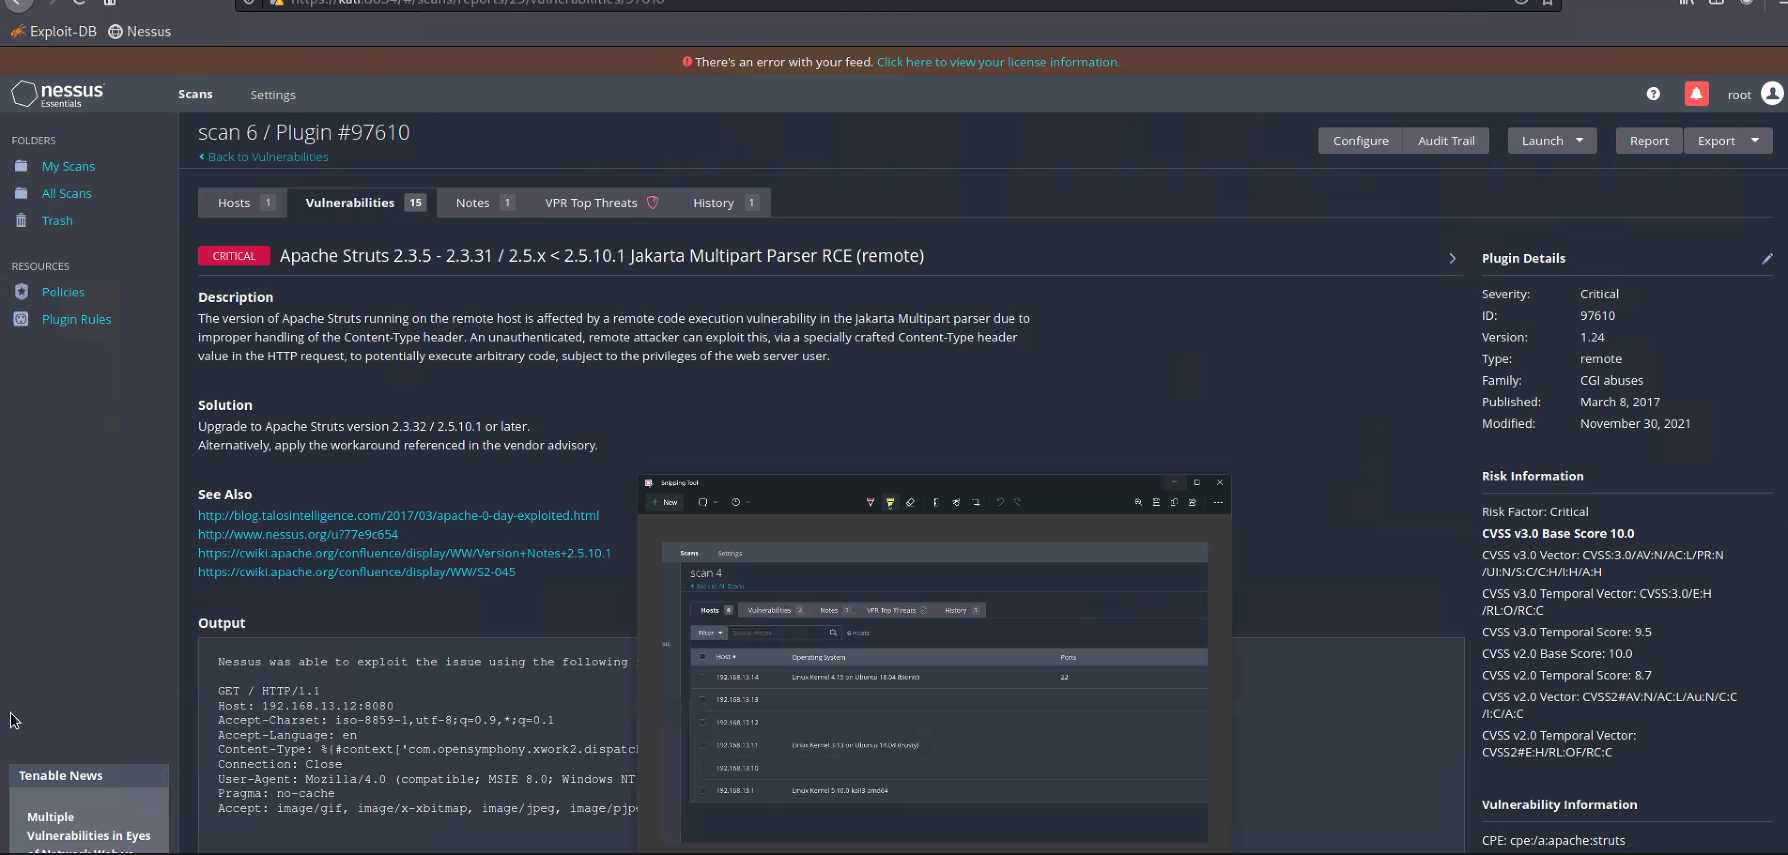 Exploit-DB Nessus
There's an error with your feed. Click here to view your license information.
nessus
Essentials
Scans Settings
root
FOLDERS
My Scans
All Scans
Trash
RESOURCES
Policies
Plugin Rules
Tenable News
Multiple
Vulnerabilities in Eyes
scan 6 / Plugin #97610
Back to Vulnerabilities
Configure Audit Trail Launch Report Export
Hosts 1 Vulnerabilities 15 Notes 1 VPR Top Threats History 1
CRITICAL Apache Struts 2.3.5 - 2.3.31 / 2.5.x < 2.5.10.1 Jakarta Multipart Parser RCE (remote)
Description
The version of Apache Struts running on the remote host is affected by a remote code execution vulnerability in the Jakarta Multipart parser due to
improper handling of the Content-Type header. An unauthenticated, remote attacker can exploit this, via a specially crafted Content-Type header
value in the HTTP request, to potentially execute arbitrary code, subject to the privileges of the web server user.
Solution
Upgrade to Apache Struts version 2.3.32 / 2.5.10.1 or later.
Alternatively, apply the workaround referenced in the vendor advisory.
See Also
http://blog.talosintelligence.com/2017/03/apache-0-day-exploited.html
http://www.nessus.org/u?77e9c654
https://cwiki.apache.org/confluence/display/WW/Version+Notes+2.5.10.1
https://cwiki.apache.org/confluence/display/WW/S2-045
Output
Nessus was able to exploit the issue using the following
GET / HTTP/1.1
Host: 192.168.13.12:8080
Accept-Charset: iso-8859-1,utf-8;q=0.9,*;q=0.1
Accept-Language: en
Content-Type: %{#context['com.opensymphony.xwork2.dispatc
Connection: Close
User-Agent: Mozilla/4.0 (compatible; MSIE 8.0; Windows NT
Pragma: no-cache
Accept: image/gif, image/x-xbitmap, image/jpeg, image/pjp
Snipping Tool
New
Scans Settings
scan 4
Back to All Scans
Hosts 6 Vulnerabilities 3 Notes 1 VPR Top Threats History 1
Filter Search Hosts 6 Hosts
Host Operating System Ports
192.168.13.14 Linux Kernel 4.15 on Ubuntu 18.04 (bionic) 22
192.168.13.13
192.168.13.12
192.168.13.11 Linux Kernel 3.13 on Ubuntu 14.04 (trusty)
192.168.13.10
192.168.13.1 Linux Kernel 5.10.0-kali3-amd64
Plugin Details
Severity: Critical
ID: 97610
Version: 1.24
Type: remote
Family: CGI abuses
Published: March 8, 2017
Modified: November 30, 2021
Risk Information
Risk Factor: Critical
CVSS v3.0 Base Score 10.0
CVSS v3.0 Vector: CVSS:3.0/AV:N/AC:L/PR:N
/UI:N/S:C/C:H/I:H/A:H
CVSS v3.0 Temporal Vector: CVSS:3.0/E:H
/RL:O/RC:C
CVSS v3.0 Temporal Score: 9.5
CVSS v2.0 Base Score: 10.0
CVSS v2.0 Temporal Score: 8.7
CVSS v2.0 Vector: CVSS2#AV:N/AC:L/Au:N/C:C
/I:C/A:C
CVSS v2.0 Temporal Vector:
CVSS2#E:H/RL:OF/RC:C
Vulnerability Information
CPE: cpe:/a:apache:struts